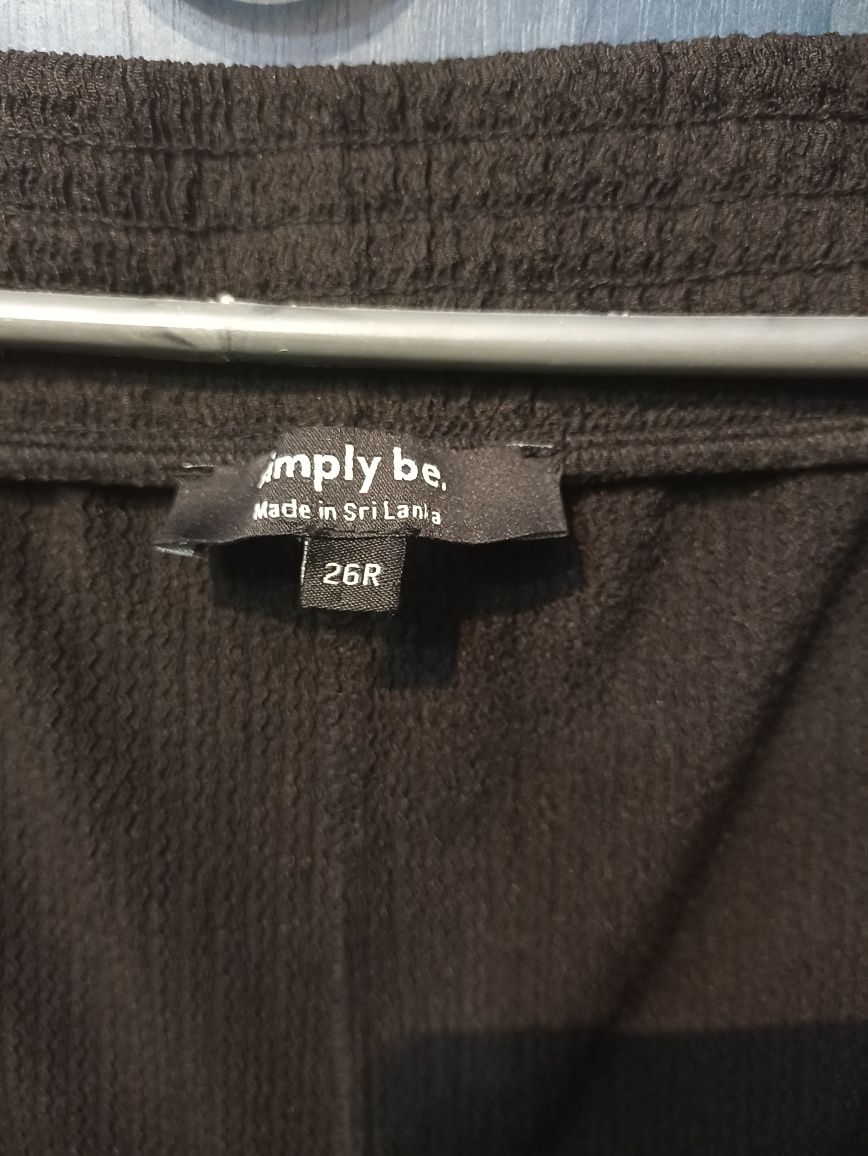 simply be.
Made in Sri Lanka
26R